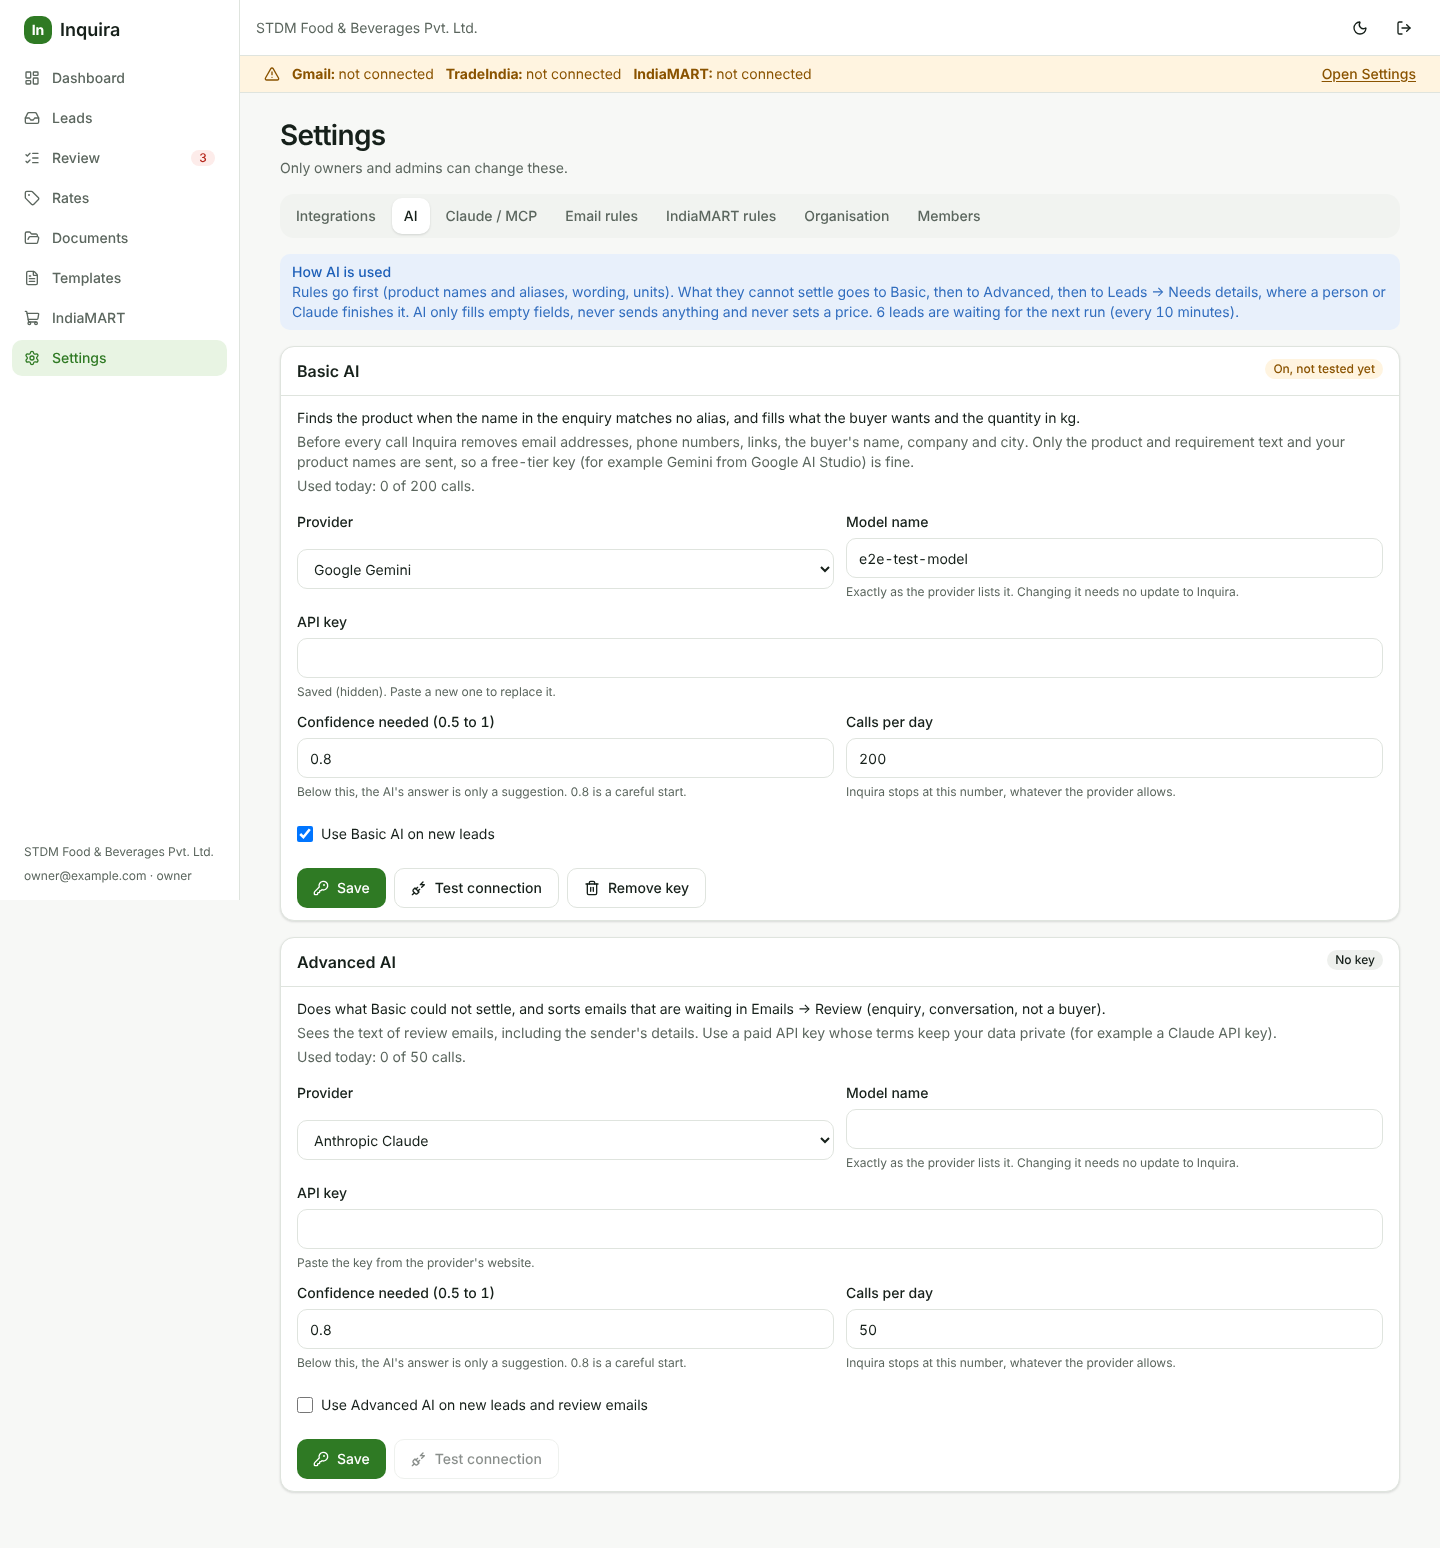 In Inquira
Dashboard
Leads
Review 3
Rates
Documents
Templates
IndiaMART
Settings
STDM Food & Beverages Pvt. Ltd.
owner@example.com · owner
STDM Food & Beverages Pvt. Ltd.
Gmail: not connected TradeIndia: not connected IndiaMART: not connected Open Settings
Settings
Only owners and admins can change these.
Integrations AI Claude / MCP Email rules IndiaMART rules Organisation Members
How AI is used
Rules go first (product names and aliases, wording, units). What they cannot settle goes to Basic, then to Advanced, then to Leads → Needs details, where a person or
Claude finishes it. AI only fills empty fields, never sends anything and never sets a price. 6 leads are waiting for the next run (every 10 minutes).
Basic AI On, not tested yet
Finds the product when the name in the enquiry matches no alias, and fills what the buyer wants and the quantity in kg.
Before every call Inquira removes email addresses, phone numbers, links, the buyer's name, company and city. Only the product and requirement text and your
product names are sent, so a free-tier key (for example Gemini from Google AI Studio) is fine.
Used today: 0 of 200 calls.
Provider Model name
Google Gemini e2e-test-model
Exactly as the provider lists it. Changing it needs no update to Inquira.
API key
Saved (hidden). Paste a new one to replace it.
Confidence needed (0.5 to 1) Calls per day
0.8 200
Below this, the AI's answer is only a suggestion. 0.8 is a careful start. Inquira stops at this number, whatever the provider allows.
Use Basic AI on new leads
Save Test connection Remove key
Advanced AI No key
Does what Basic could not settle, and sorts emails that are waiting in Emails → Review (enquiry, conversation, not a buyer).
Sees the text of review emails, including the sender's details. Use a paid API key whose terms keep your data private (for example a Claude API key).
Used today: 0 of 50 calls.
Provider Model name
Anthropic Claude
Exactly as the provider lists it. Changing it needs no update to Inquira.
API key
Paste the key from the provider's website.
Confidence needed (0.5 to 1) Calls per day
0.8 50
Below this, the AI's answer is only a suggestion. 0.8 is a careful start. Inquira stops at this number, whatever the provider allows.
Use Advanced AI on new leads and review emails
Save Test connection